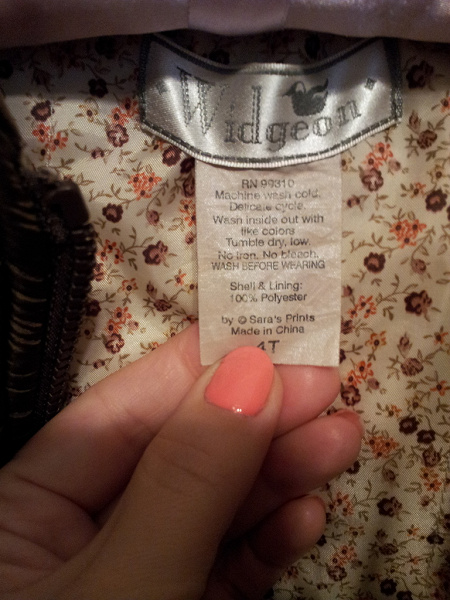 Widgeon
RN 99310
Machine wash cold.
Delicate cycle.
Wash inside out with
like colors
Tumble dry, low.
No iron. No bleach.
WASH BEFORE WEARING
Shell & Lining:
100% Polyester
by © Sara's Prints
Made in China
4T